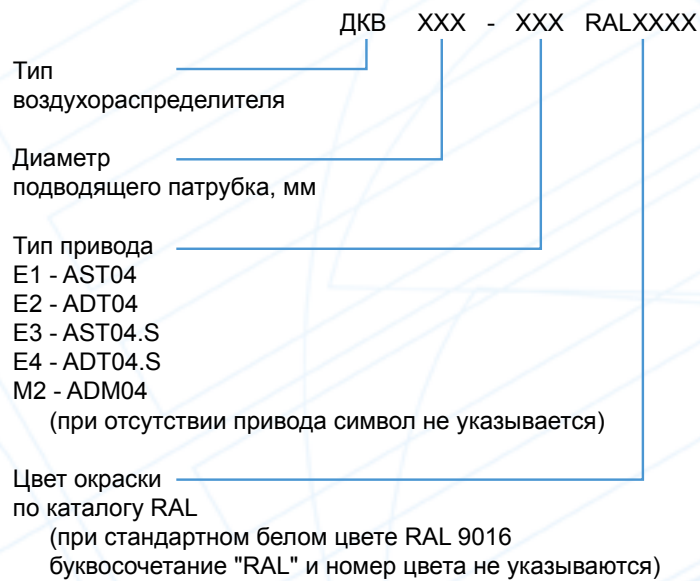 ДКВ XXX - XXX RALXXXX
Тип
воздухораспределителя
Диаметр
подводящего патрубка, мм
Тип привода
E1 - AST04
E2 - ADT04
E3 - AST04.S
E4 - ADT04.S
M2 - ADM04
(при отсутствии привода символ не указывается)
Цвет окраски
по каталогу RAL
(при стандартном белом цвете RAL 9016
буквосочетание "RAL" и номер цвета не указываются)